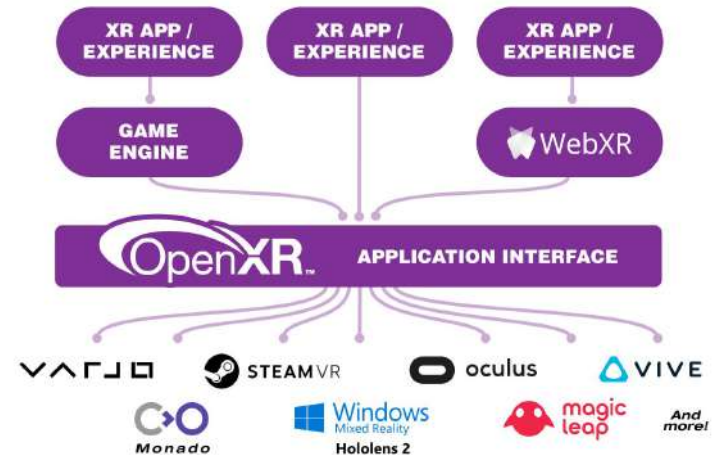 XR APP /
EXPERIENCE
XR APP /
EXPERIENCE
XR APP /
EXPERIENCE
GAME
ENGINE
WebXR
OpenXR™ APPLICATION INTERFACE
VARJO
STEAMVR
oculus
VIVE
Monado
Windows
Mixed Reality
Hololens 2
magic
leap
And
more!